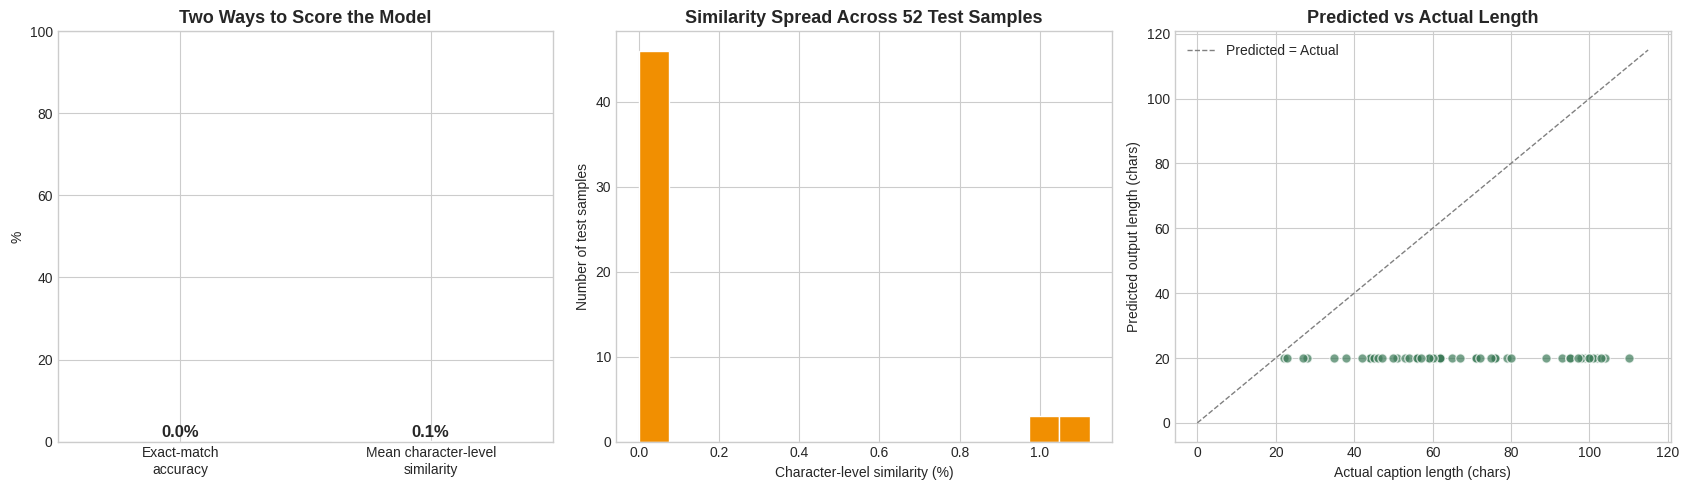 Two Ways to Score the Model
100
80
60
40
20
0
%
0.0%
0.1%
Exact-match
accuracy
Mean character-level
similarity
Similarity Spread Across 52 Test Samples
40
30
20
10
0
Number of test samples
0.0
0.2
0.4
0.6
0.8
1.0
Character-level similarity (%)
Predicted vs Actual Length
Predicted = Actual
120
100
80
60
40
20
0
Predicted output length (chars)
0
20
40
60
80
100
120
Actual caption length (chars)